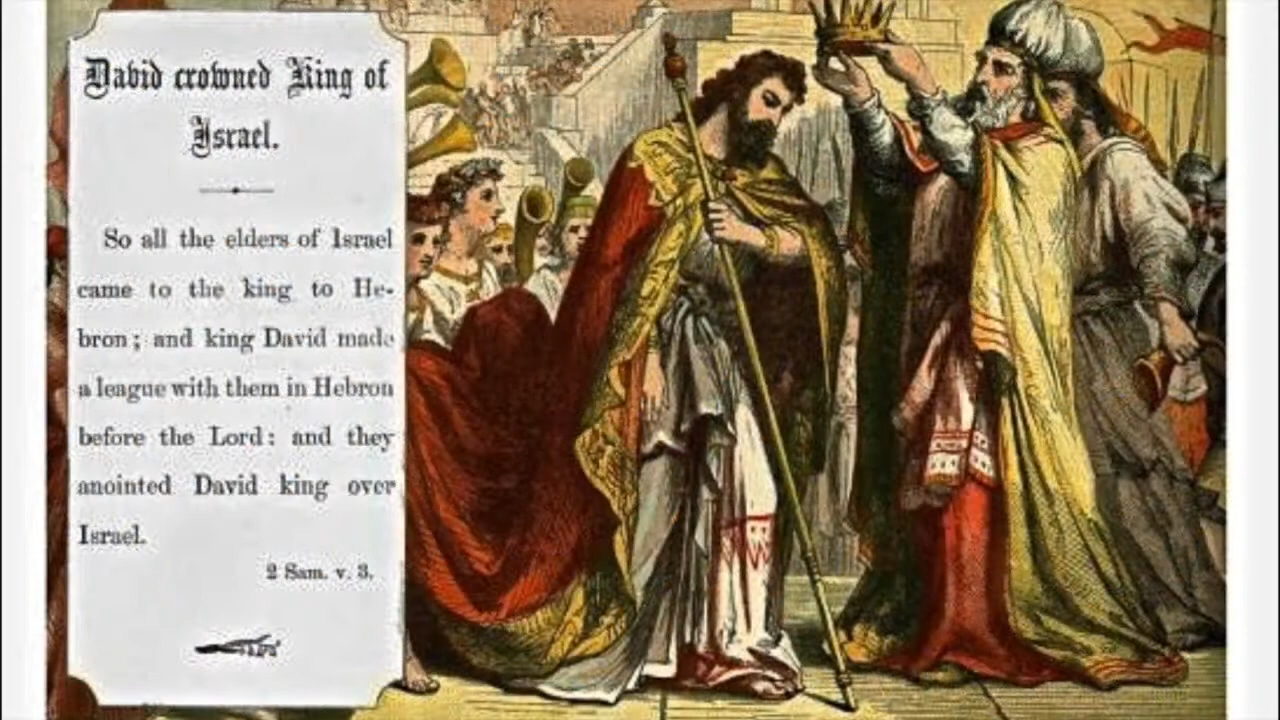 David crowned King of
Israel.
So all the elders of Israel
came to the king to He-
bron; and king David made
a league with them in Hebron
before the Lord: and they
anointed David king over
Israel.
2 Sam. v. 3.